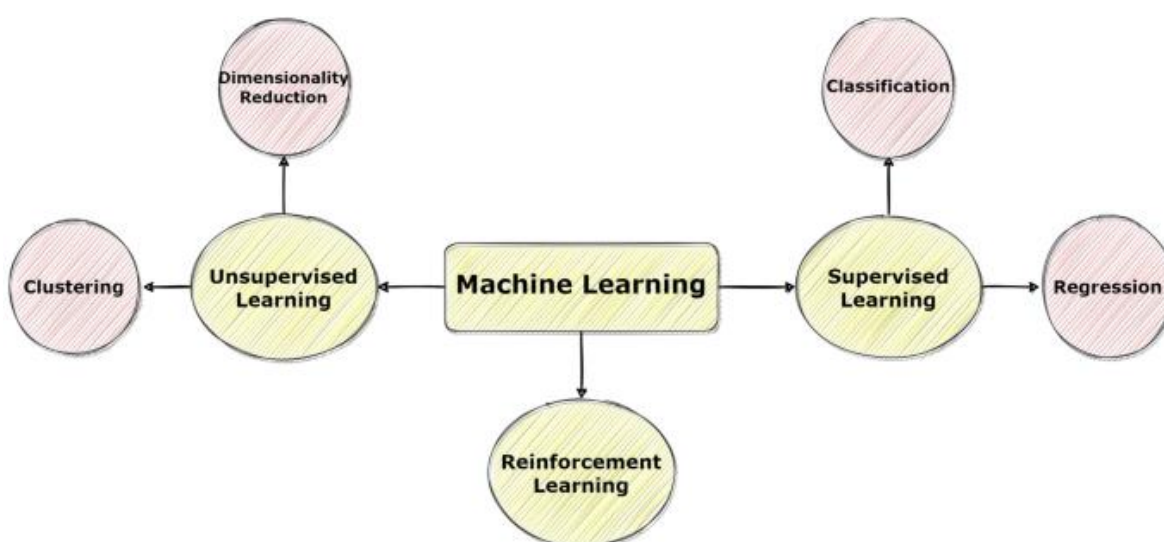 Dimensionality
Reduction
Classification
Clustering
Unsupervised
Learning
Machine Learning
Supervised
Learning
Regression
Reinforcement
Learning